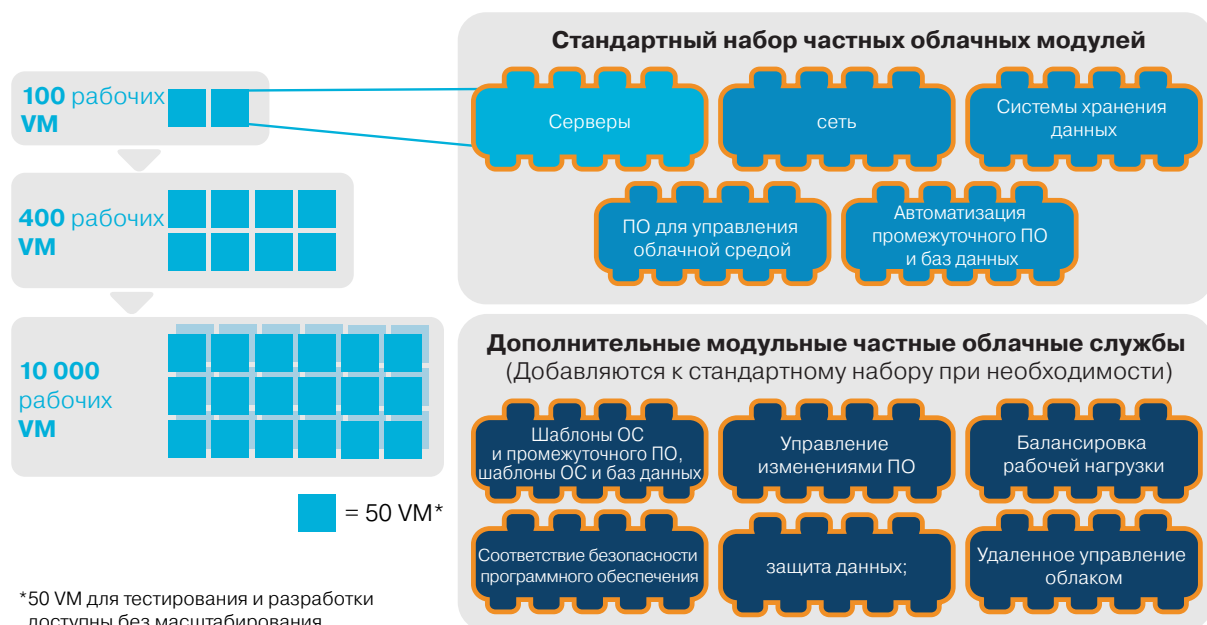 100 рабочих
VM
400 рабочих
VM
10 000
рабочих
VM
= 50 VM*
*50 VM для тестирования и разработки
доступны без масштабирования
Стандартный набор частных облачных модулей
Серверы
сеть
Системы хранения
данных
ПО для управления
облачной средой
Автоматизация
промежуточного ПО
и баз данных
Дополнительные модульные частные облачные службы
(Добавляются к стандартному набору при необходимости)
Шаблоны ОС
и промежуточного ПО,
шаблоны ОС и баз данных
Управление
изменениями ПО
Балансировка
рабочей нагрузки
Соответствие безопасности
программного обеспечения
защита данных;
Удаленное управление
облаком